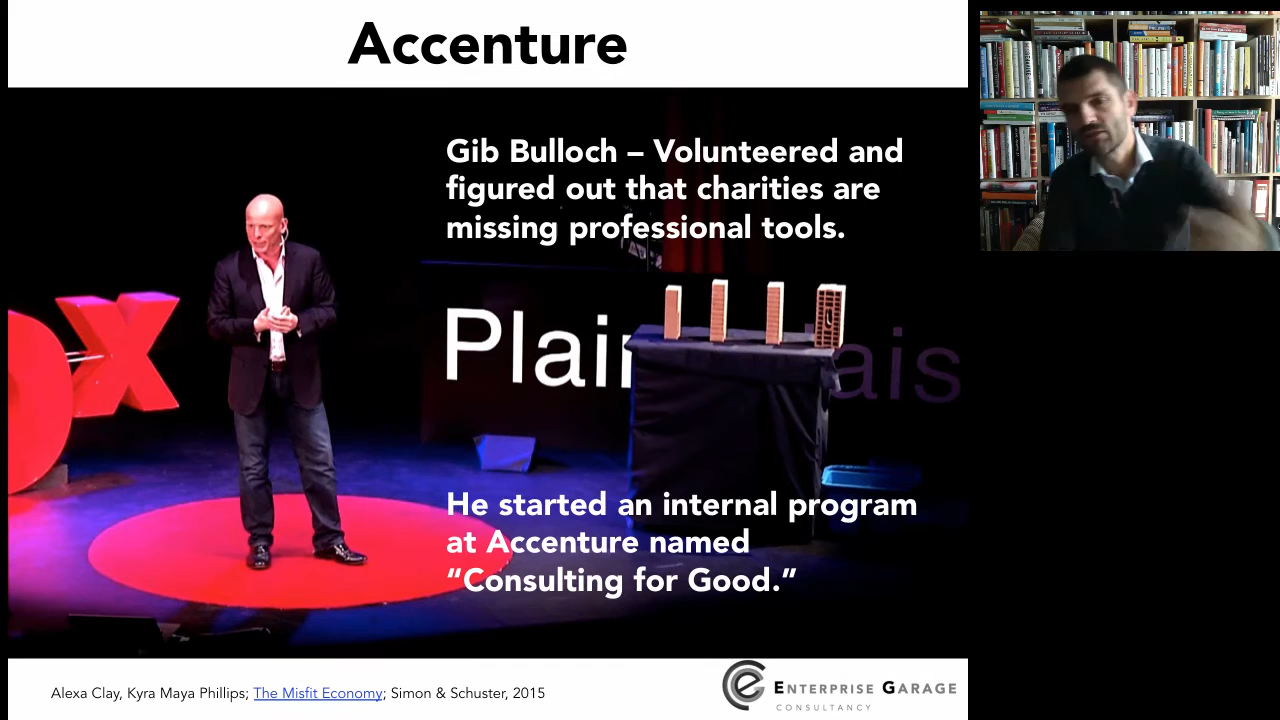 Accenture
Gib Bulloch – Volunteered and
figured out that charities are
missing professional tools.
x
Plain
ais
He started an internal program
at Accenture named
“Consulting for Good.”
Alexa Clay, Kyra Maya Phillips; The Misfit Economy; Simon & Schuster, 2015
ENTERPRISE GARAGE
CONSULTANCY